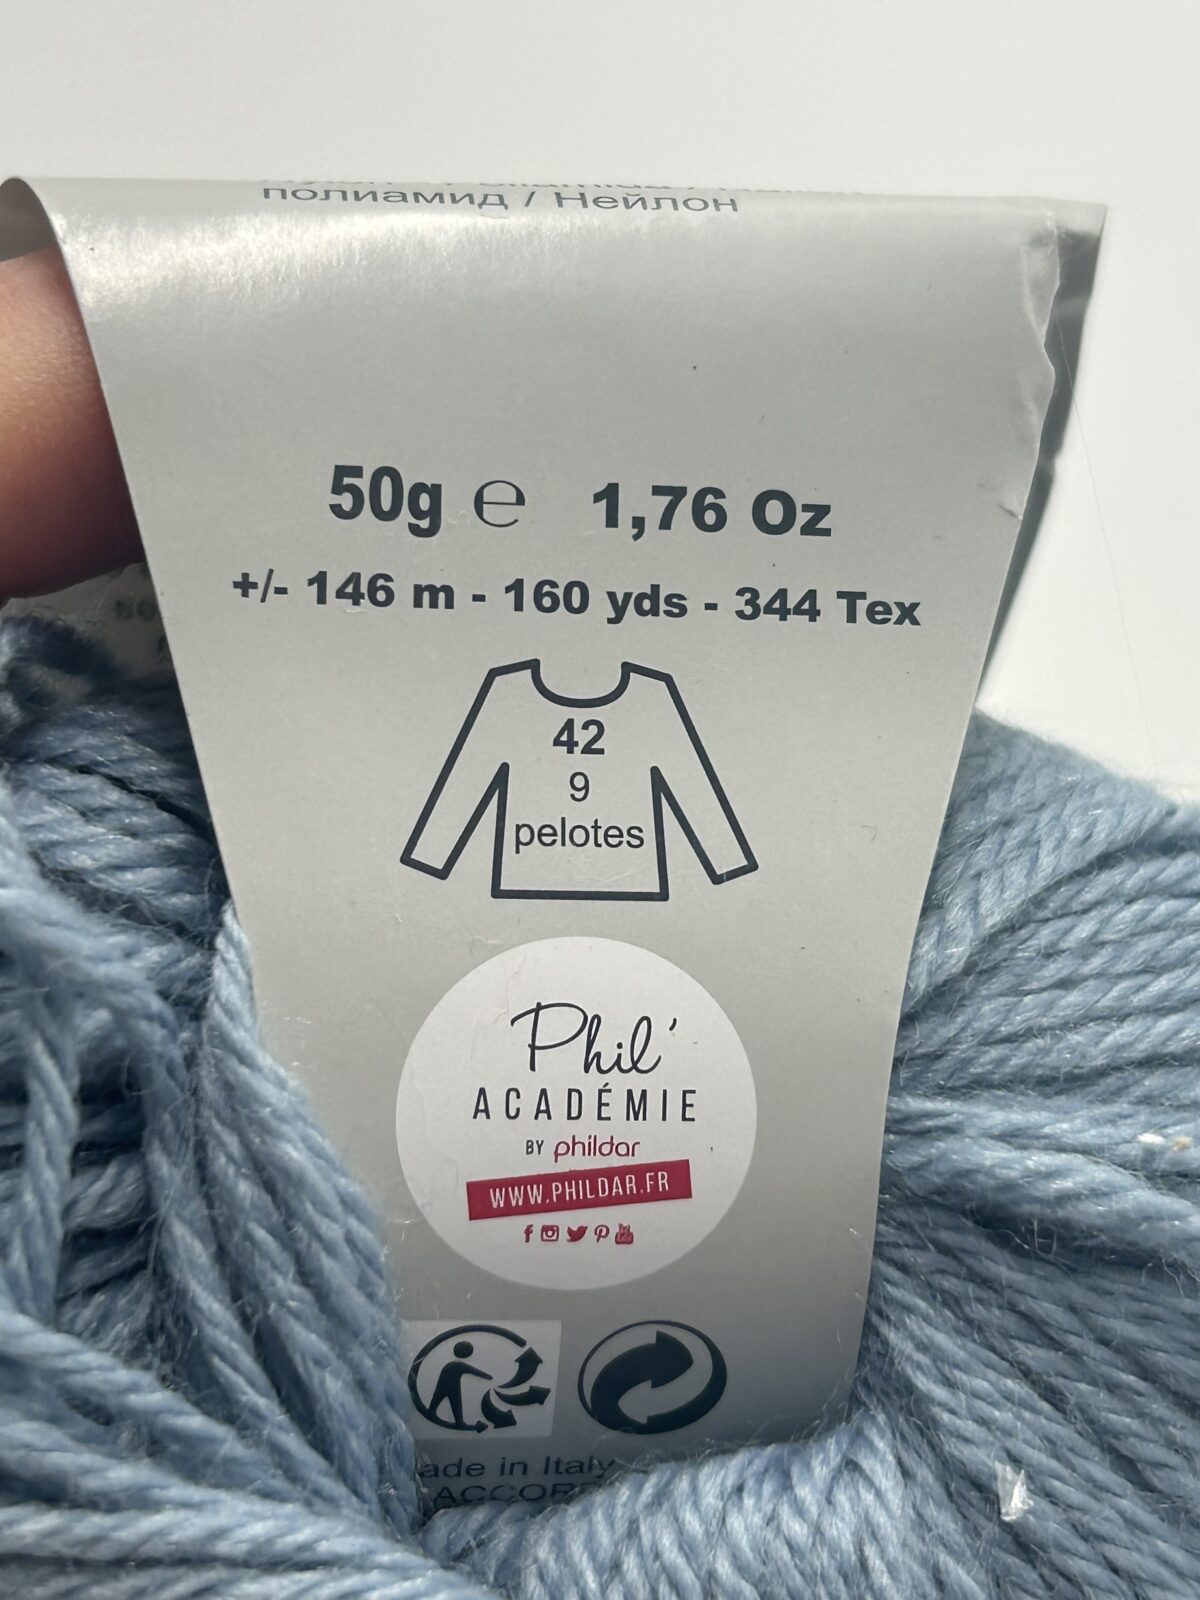 полиамид / Нейлон
50g ℮ 1,76 Oz
+/- 146 m - 160 yds - 344 Tex
42
9
pelotes
Phil'
ACADÉMIE
BY phildar
WWW.PHILDAR.FR
ade in Italy
ACCOR